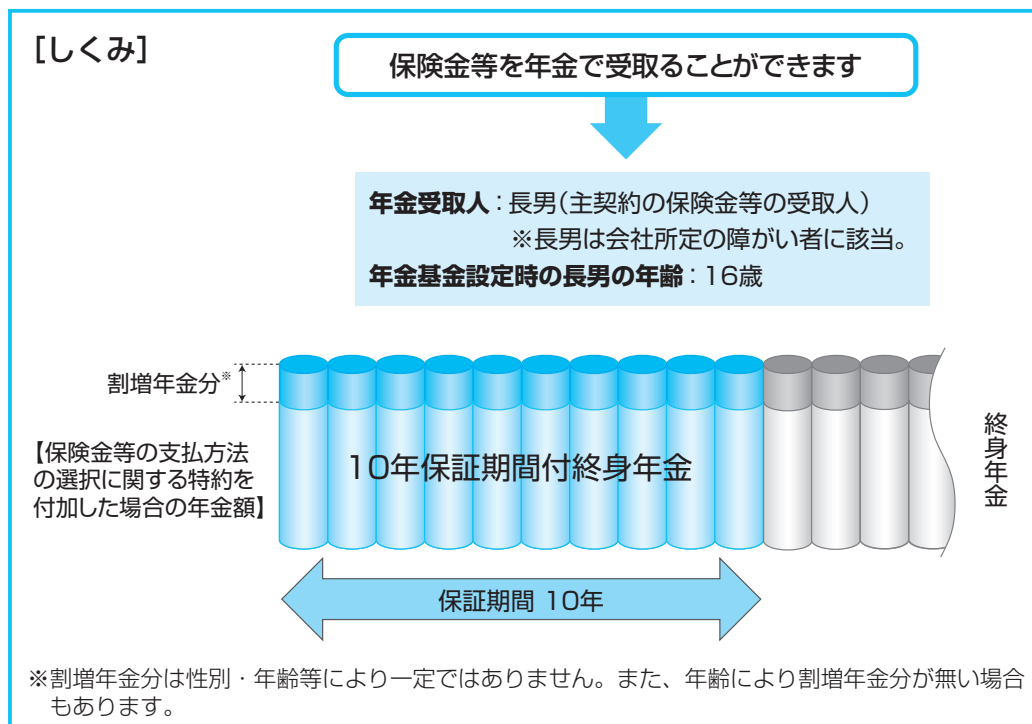 [しくみ]
保険金等を年金で受取ることができます
年金受取人：長男（主契約の保険金等の受取人）
※長男は会社所定の障がい者に該当。
年金基金設定時の長男の年齢：16歳
割増年金分※
【保険金等の支払方法
の選択に関する特約を
付加した場合の年金額】
10年保証期間付終身年金
終身年金
保証期間 10年
※割増年金分は性別・年齢等により一定ではありません。また、年齢により割増年金分が無い場合
もあります。